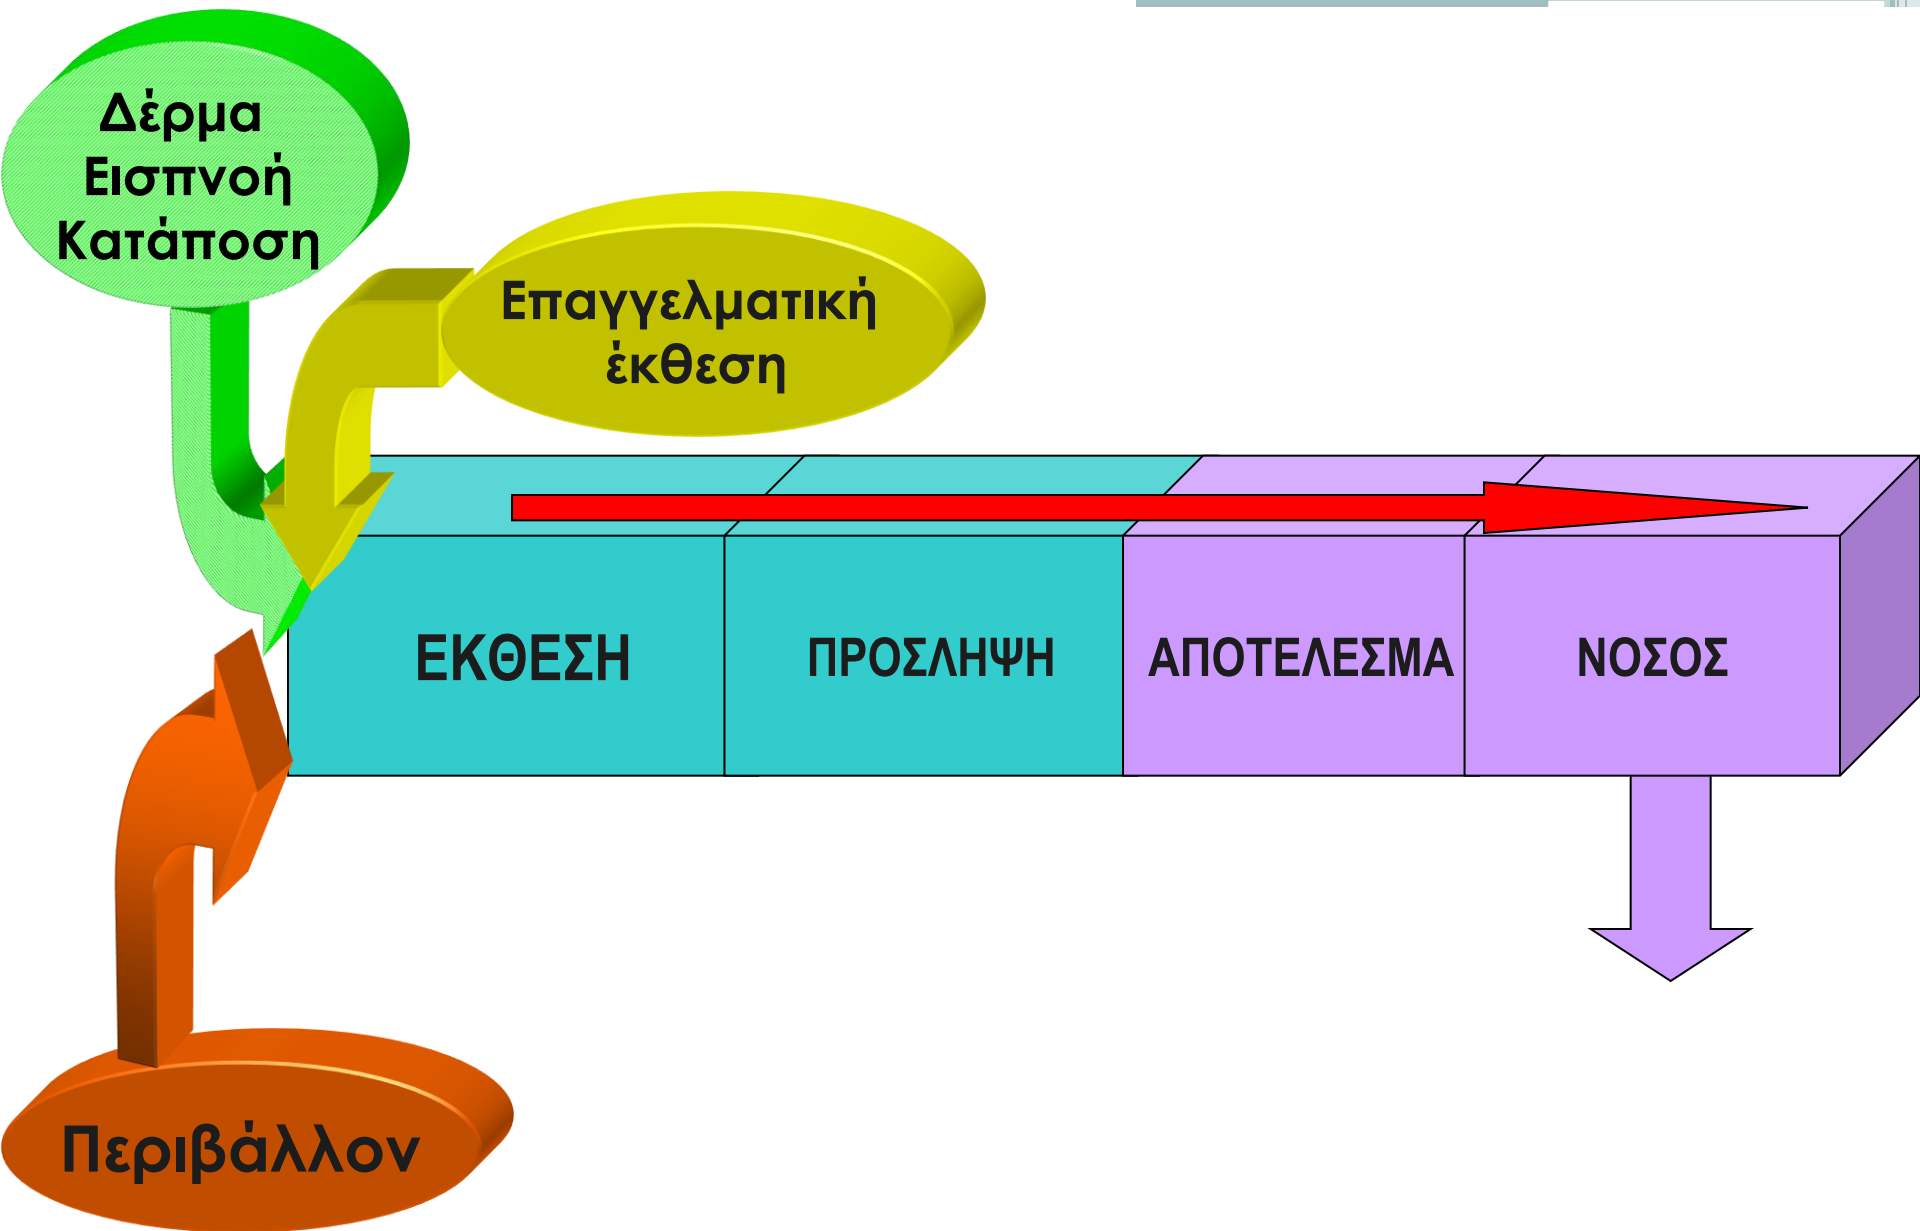 Δέρμα
Εισπνοή
Κατάποση
Επαγγελματική
έκθεση
ΕΚΘΕΣΗ
ΠΡΟΣΛΗΨΗ
ΑΠΟΤΕΛΕΣΜΑ
ΝΟΣΟΣ
Περιβάλλον